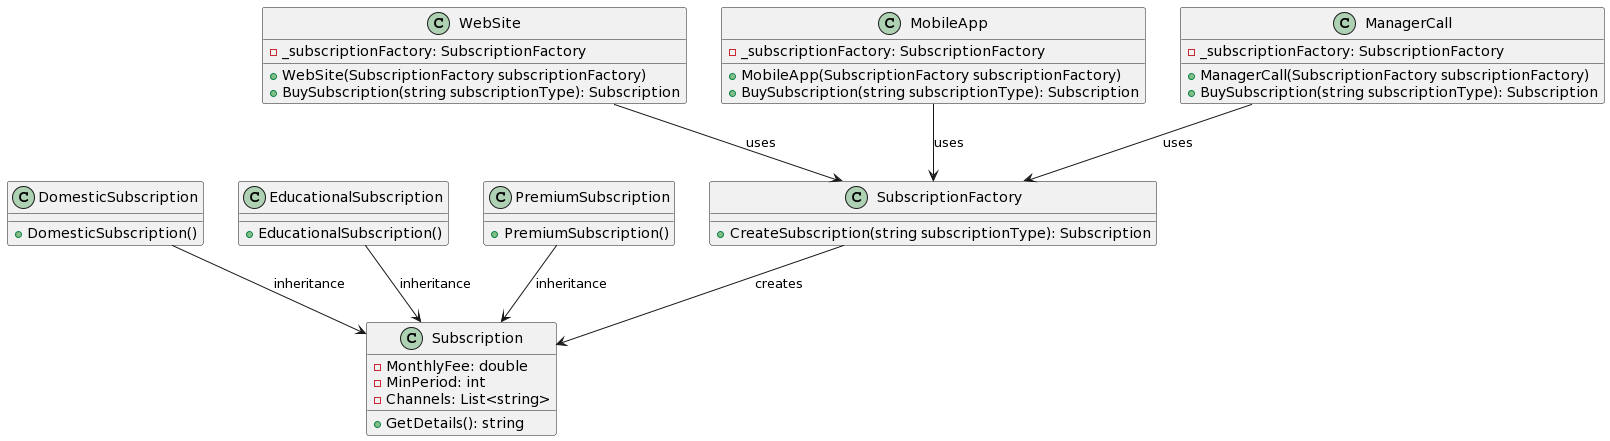 C WebSite
_subscriptionFactory: SubscriptionFactory
WebSite(SubscriptionFactory subscriptionFactory)
BuySubscription(string subscriptionType): Subscription
C MobileApp
_subscriptionFactory: SubscriptionFactory
MobileApp(SubscriptionFactory subscriptionFactory)
BuySubscription(string subscriptionType): Subscription
C ManagerCall
_subscriptionFactory: SubscriptionFactory
ManagerCall(SubscriptionFactory subscriptionFactory)
BuySubscription(string subscriptionType): Subscription
uses
uses
uses
C DomesticSubscription
DomesticSubscription()
C EducationalSubscription
EducationalSubscription()
C PremiumSubscription
PremiumSubscription()
C SubscriptionFactory
CreateSubscription(string subscriptionType): Subscription
inheritance
inheritance
inheritance
creates
C Subscription
MonthlyFee: double
MinPeriod: int
Channels: List<string>
GetDetails(): string